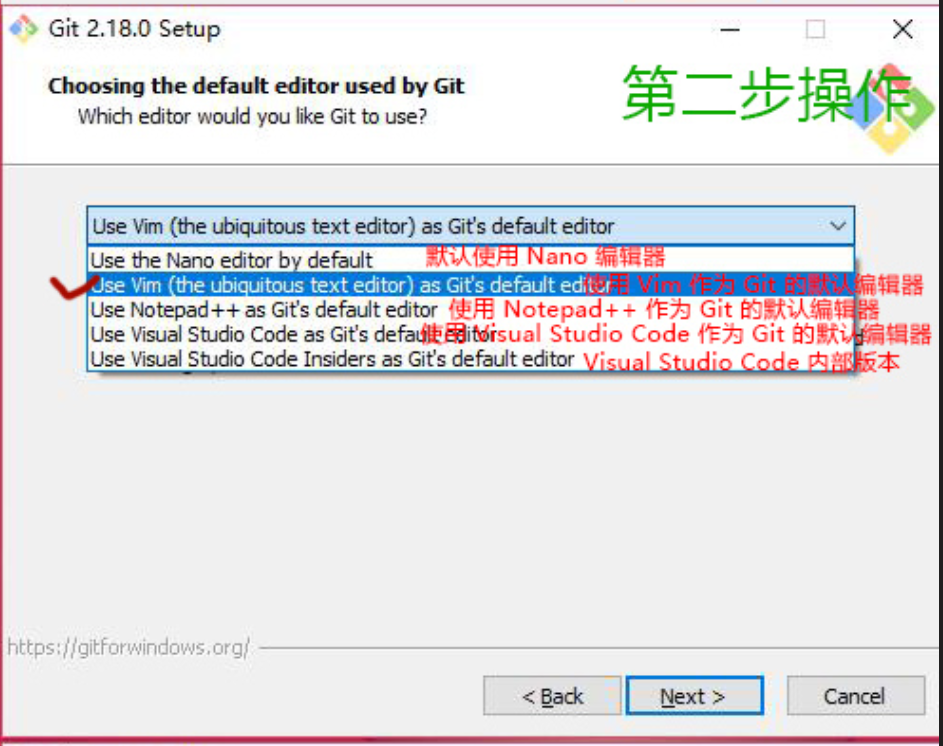 Git 2.18.0 Setup
Choosing the default editor used by Git
Which editor would you like Git to use?
第二步操作
Use Vim (the ubiquitous text editor) as Git's default editor
Use the Nano editor by default 默认使用 Nano 编辑器
Use Vim (the ubiquitous text editor) as Git's default editor 使用 Vim 作为 Git 的默认编辑器
Use Notepad++ as Git's default editor 使用 Notepad++ 作为 Git 的默认编辑器
Use Visual Studio Code as Git's default editor 使用 Visual Studio Code 作为 Git 的默认编辑器
Use Visual Studio Code Insiders as Git's default editor Visual Studio Code 内部版本
https://gitforwindows.org/
< Back
Next >
Cancel